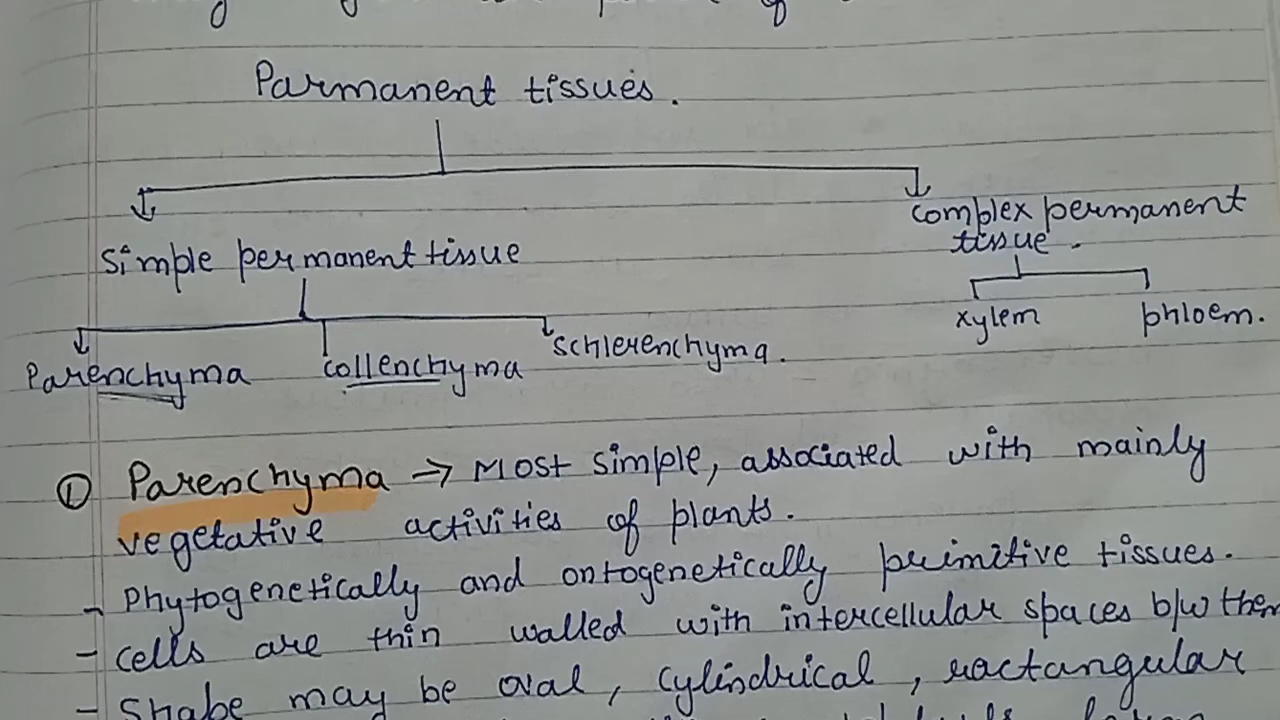 Parmanent tissues.
simple permanent tissue
complex permanent
tissue.
Parenchyma
collenchyma
schlerenchyma.
xylem
phloem.
① Parenchyma → Most simple, associated with mainly
vegetative activities of plants.
- Phytogenetically and ontogenetically primitive tissues.
- cells are thin walled with intercellular spaces b/w them
- Shape may be oval, cylindrical, ractangular